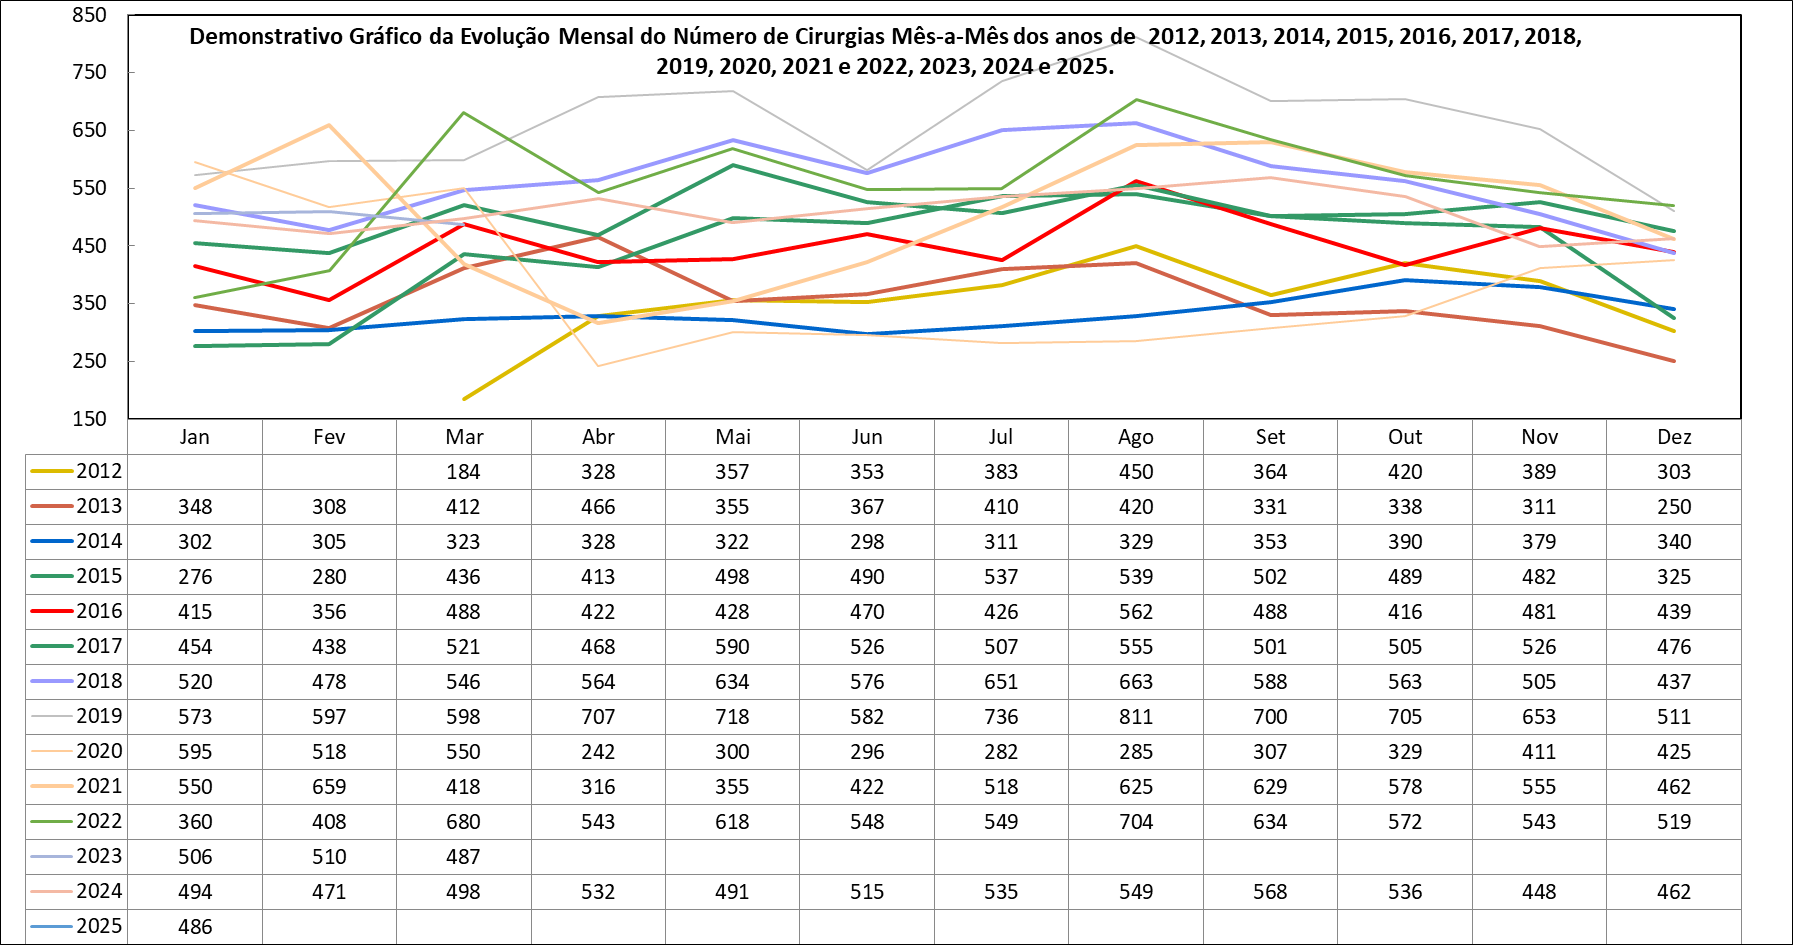 Demonstrativo Gráfico da Evolução Mensal do Número de Cirurgias Mês-a-Mês dos anos de 2012, 2013, 2014, 2015, 2016, 2017, 2018,
2019, 2020, 2021 e 2022, 2023, 2024 e 2025.
850
750
650
550
450
350
250
150
Jan Fev Mar Abr Mai Jun Jul Ago Set Out Nov Dez
2012 184 328 357 353 383 450 364 420 389 303
2013 348 308 412 466 355 367 410 420 331 338 311 250
2014 302 305 323 328 322 298 311 329 353 390 379 340
2015 276 280 436 413 498 490 537 539 502 489 482 325
2016 415 356 488 422 428 470 426 562 488 416 481 439
2017 454 438 521 468 590 526 507 555 501 505 526 476
2018 520 478 546 564 634 576 651 663 588 563 505 437
2019 573 597 598 707 718 582 736 811 700 705 653 511
2020 595 518 550 242 300 296 282 285 307 329 411 425
2021 550 659 418 316 355 422 518 625 629 578 555 462
2022 360 408 680 543 618 548 549 704 634 572 543 519
2023 506 510 487
2024 494 471 498 532 491 515 535 549 568 536 448 462
2025 486